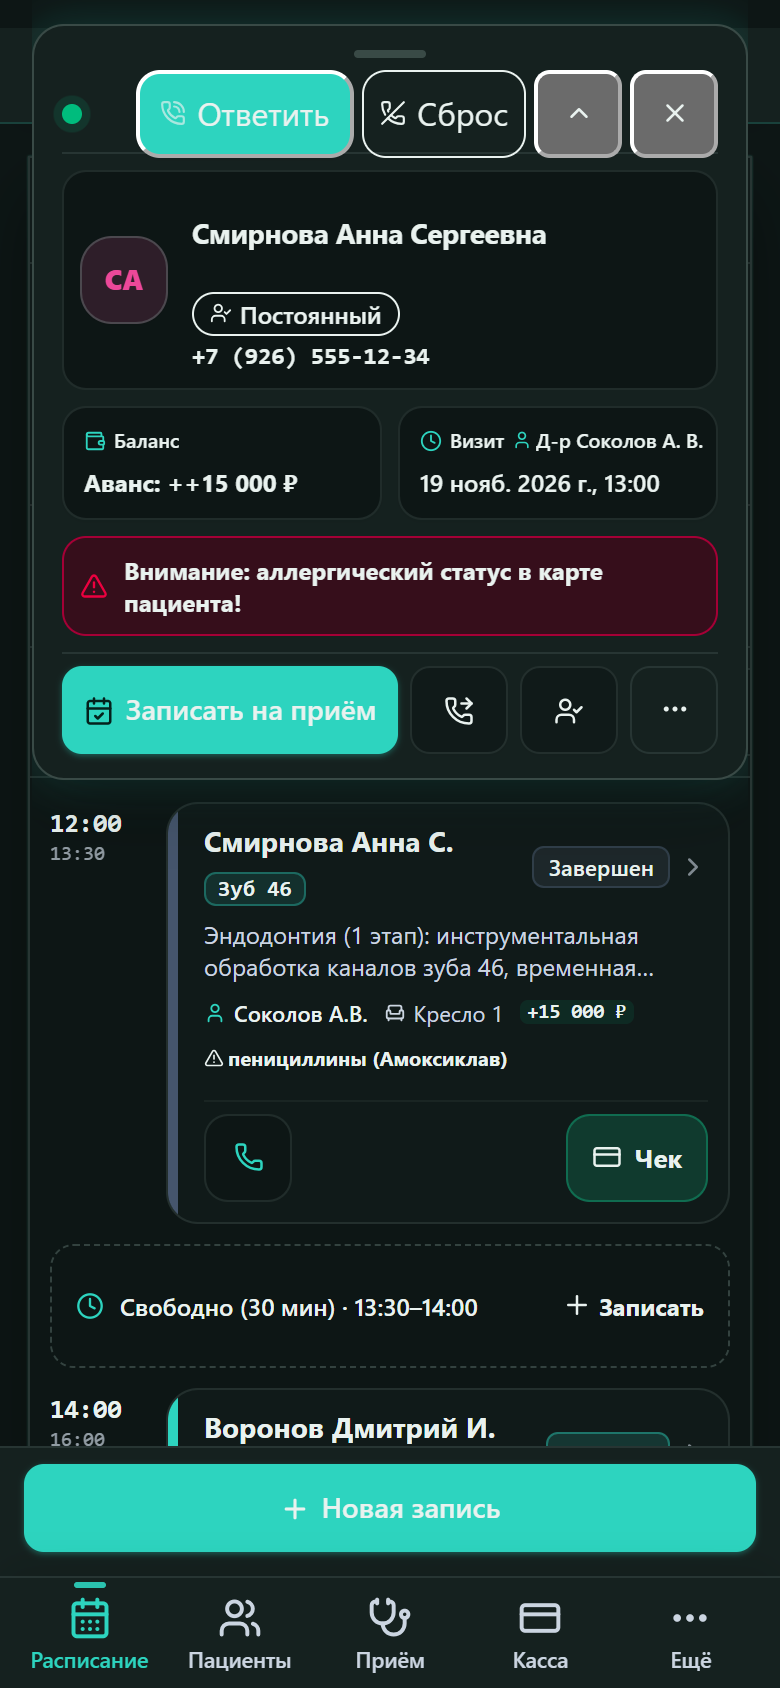 Ответить
Сброс
СА
Смирнова Анна Сергеевна
Постоянный
+7 (926) 555-12-34
Баланс
Аванс: ++15 000 ₽
Визит Д-р Соколов А. В.
19 нояб. 2026 г., 13:00
Внимание: аллергический статус в карте
пациента!
Записать на приём
12:00
13:30
Смирнова Анна С.
Зуб 46
Завершен
Эндодонтия (1 этап): инструментальная
обработка каналов зуба 46, временная...
Соколов А.В. Кресло 1 +15 000 ₽
пенициллины (Амоксиклав)
Чек
Свободно (30 мин) · 13:30–14:00
Записать
14:00
16:00
Воронов Дмитрий И.
Новая запись
Расписание
Пациенты
Приём
Касса
Ещё